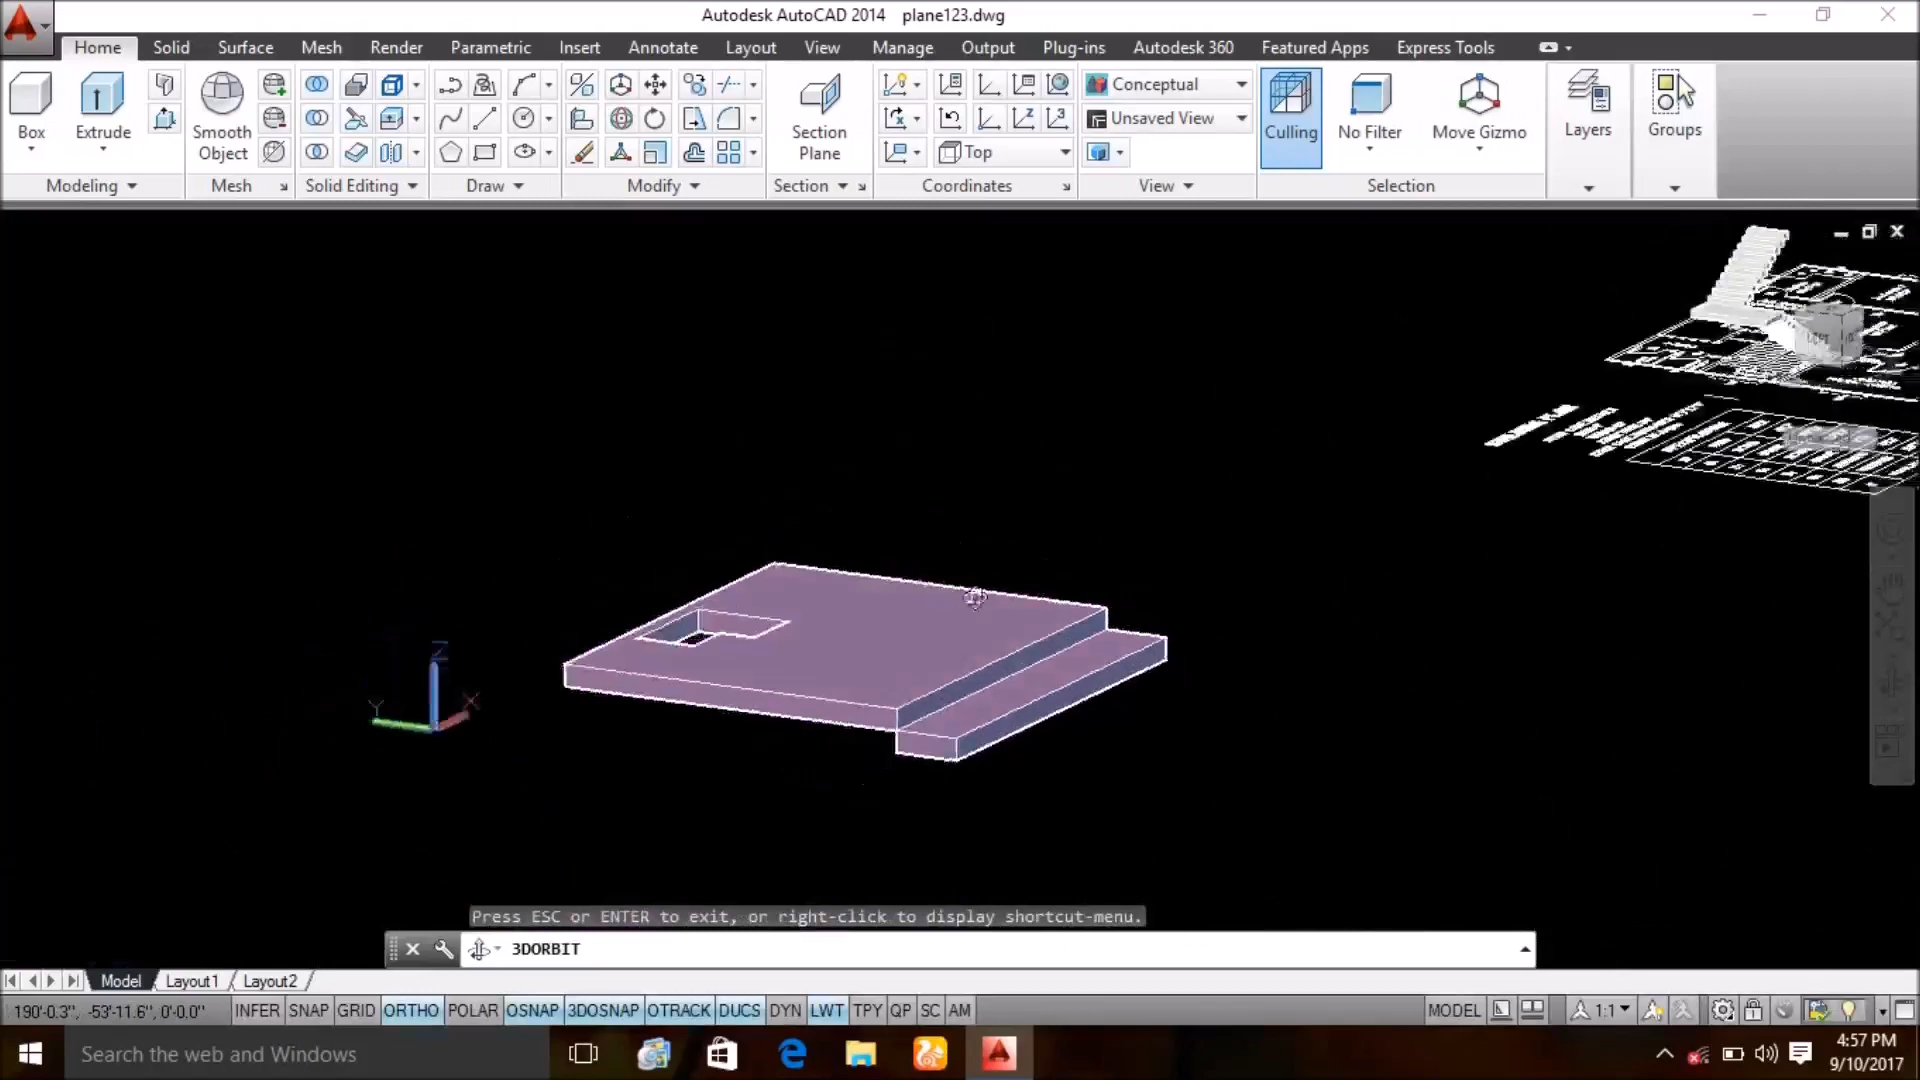 Autodesk AutoCAD 2014 plane123.dwg
Home Solid Surface Mesh Render Parametric Insert Annotate Layout View Manage Output Plug-ins Autodesk 360 Featured Apps Express Tools
Box Extrude Smooth Object Section Plane Conceptual Unsaved View Top Culling No Filter Move Gizmo Layers Groups
Modeling Mesh Solid Editing Draw Modify Section Coordinates View Selection
Z
Y X
Press ESC or ENTER to exit, or right-click to display shortcut-menu.
3DORBIT
Model Layout1 Layout2
190'-0.3", -53'-11.6", 0'-0.0" INFER SNAP GRID ORTHO POLAR OSNAP 3DOSNAP OTRACK DUCS DYN LWT TPY QP SC AM MODEL 1:1
Search the web and Windows
4:57 PM
9/10/2017